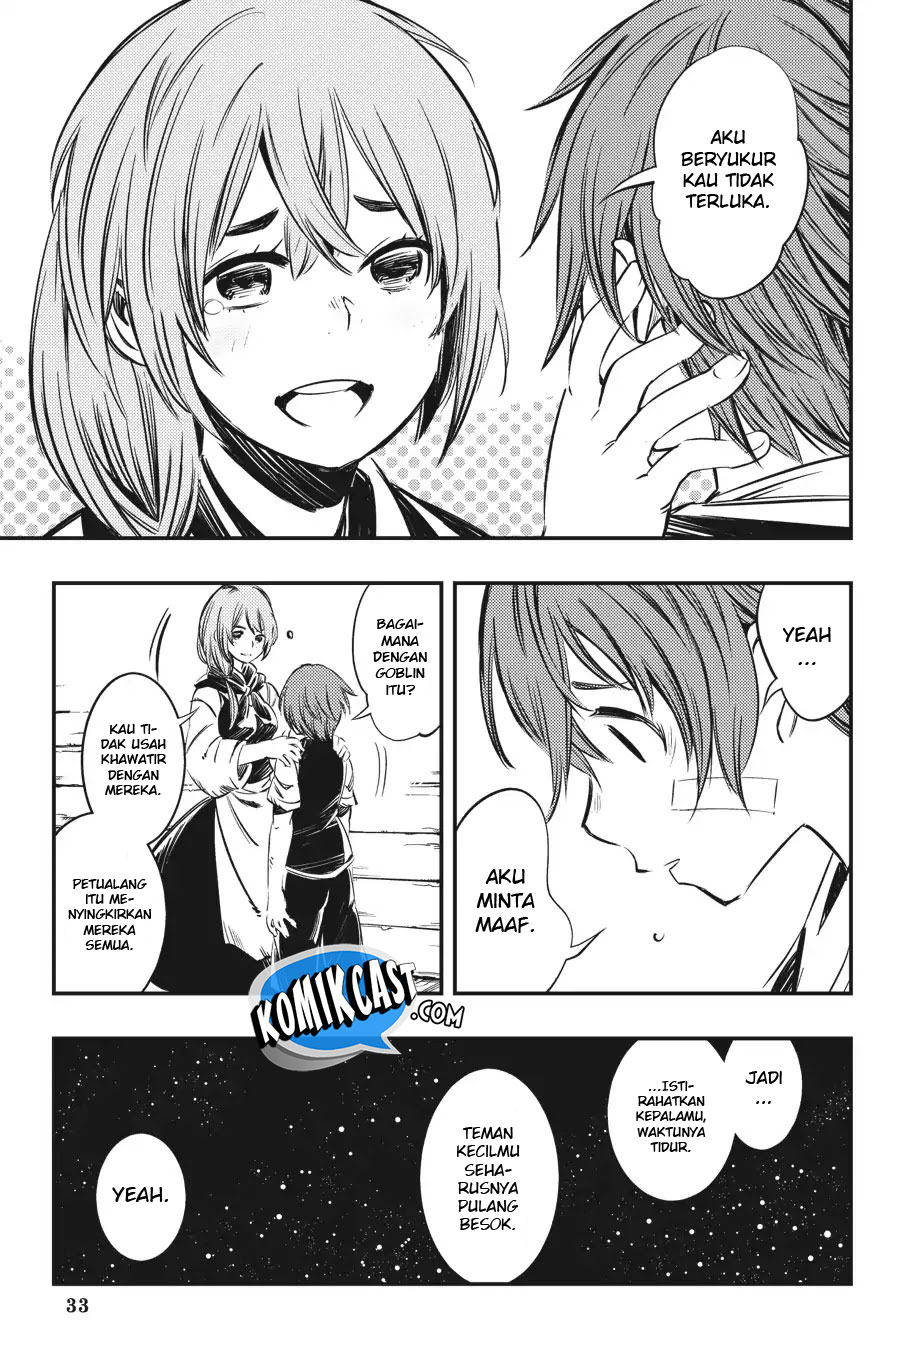 AKU
BERYUKUR
KAU TIDAK
TERLUKA.
YEAH
...
AKU
MINTA
MAAF.
BAGAI-
MANA
DENGAN
GOBLIN
ITU?
KAU TI-
DAK USAH
KHAWATIR
DENGAN
MEREKA.
PETUALANG
ITU ME-
NYINGKIRKAN
MEREKA
SEMUA.
KOMIKCAST
.COM
JADI
...
...ISTI-
RAHATKAN
KEPALAMU,
WAKTUNYA
TIDUR.
TEMAN
KECILMU
SEHA-
RUSNYA
PULANG
BESOK.
YEAH.
33